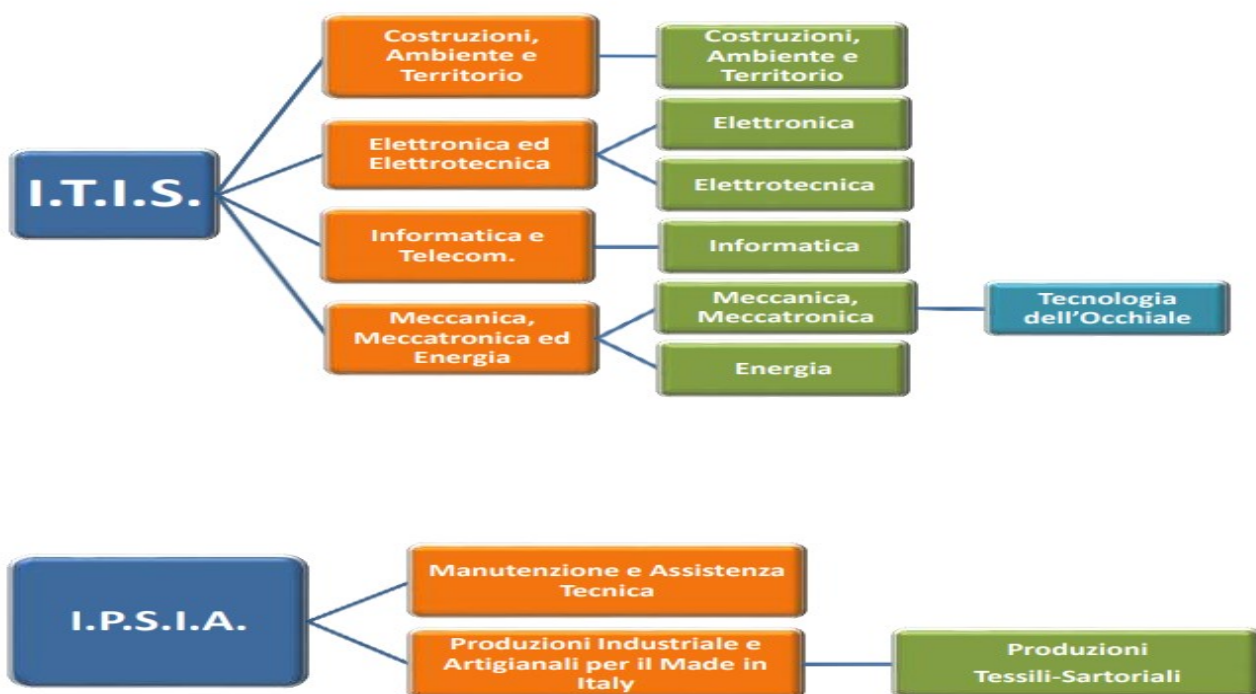 I.T.I.S.
Costruzioni,
Ambiente e
Territorio
Costruzioni,
Ambiente e
Territorio
Elettronica ed
Elettrotecnica
Elettronica
Elettrotecnica
Informatica e
Telecom.
Informatica
Meccanica,
Meccatronica ed
Energia
Meccanica,
Meccatronica
Tecnologia
dell'Occhiale
Energia
I.P.S.I.A.
Manutenzione e Assistenza
Tecnica
Produzioni Industriale e
Artigianali per il Made in
Italy
Produzioni
Tessili-Sartoriali